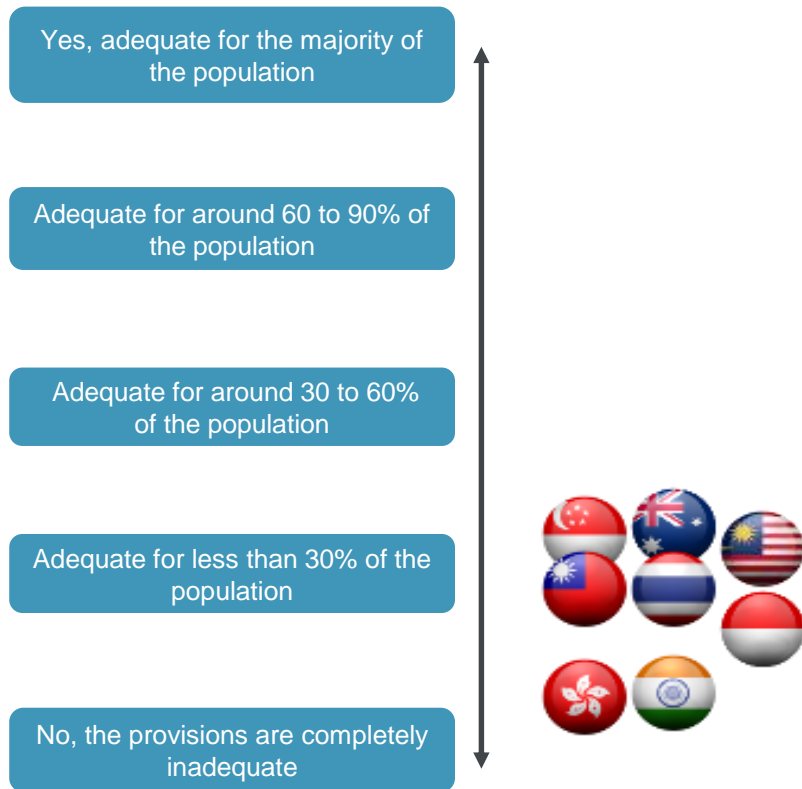 Yes, adequate for the majority of
the population
Adequate for around 60 to 90% of
the population
Adequate for around 30 to 60%
of the population
Adequate for less than 30% of the
population
No, the provisions are completely
inadequate